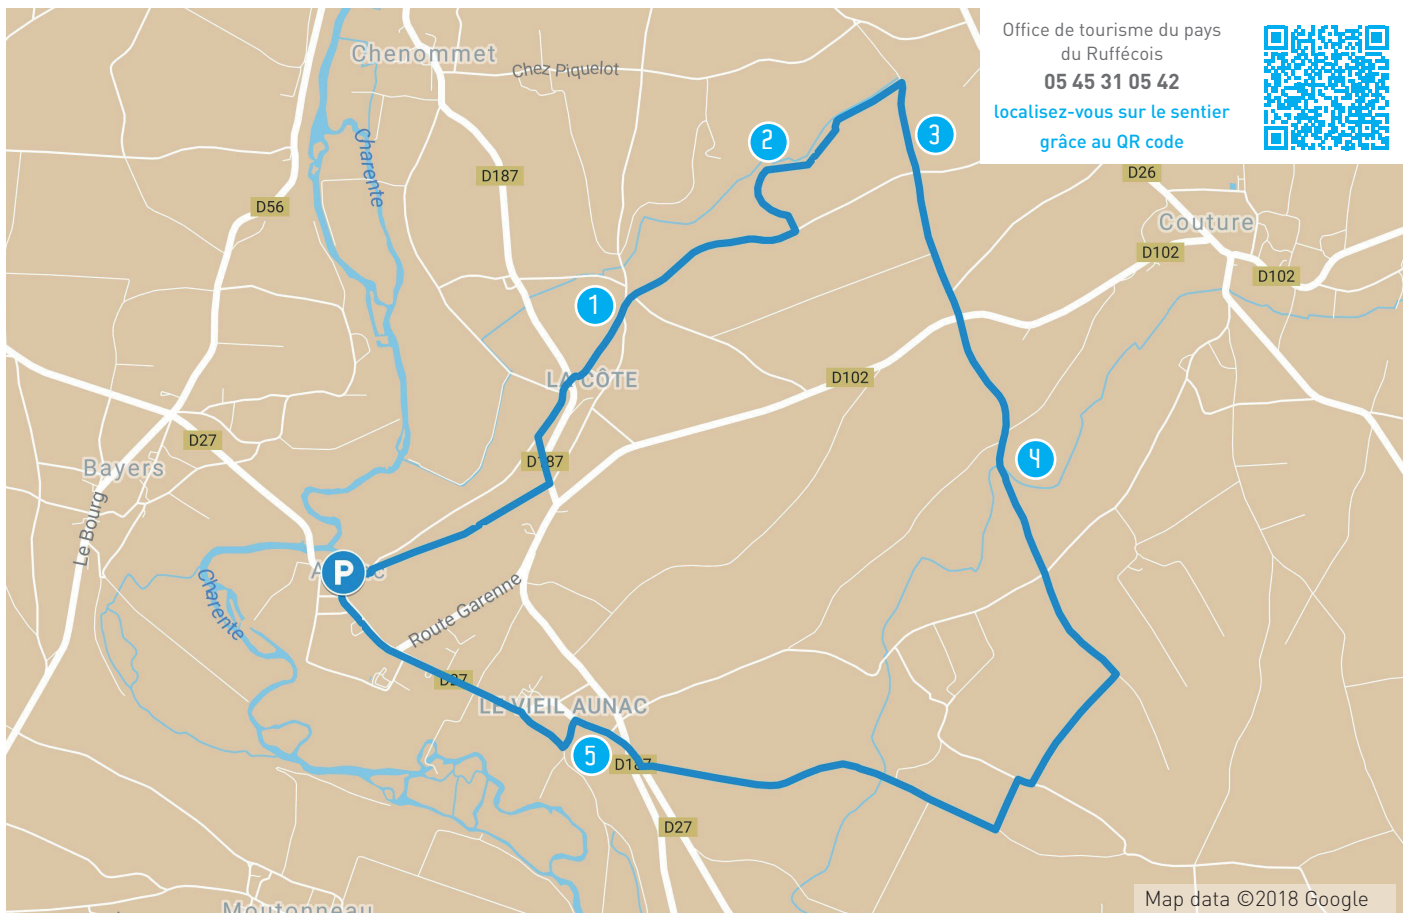 Office de tourisme du pays
du Ruffécois
05 45 31 05 42
localisez-vous sur le sentier
grâce au QR code
Chenommet
Chez Piquelot
Charente
2
3
D187
D26
D56
Couture
D102
D102
1
LA CÔTE
D102
D27
D187
4
Bayers
Le Bourg
P
Charente
Route Garenne
D27
LE VIEIL AUNAC
5
D187
D27
Moutonneau
Map data ©2018 Google